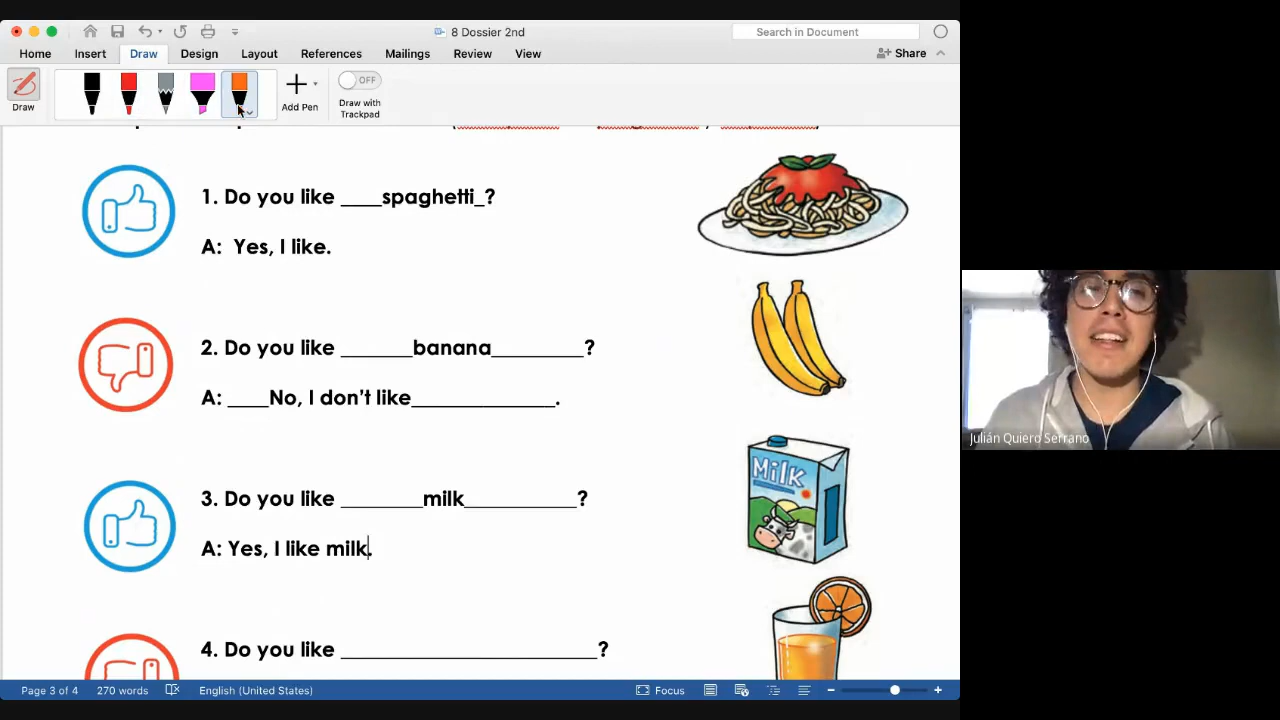 8 Dossier 2nd
Search in Document
Home Insert Draw Design Layout References Mailings Review View
Share
OFF
Draw
Add Pen
Draw with
Trackpad
1. Do you like ____spaghetti_?
A:  Yes, I like.
2. Do you like _______banana_________?
A: ____No, I don't like______________.
Milk
3. Do you like ________milk___________?
A: Yes, I like milk.
Julián Quiero Serrano
4. Do you like _________________________?
Page 3 of 4 270 words English (United States) Focus